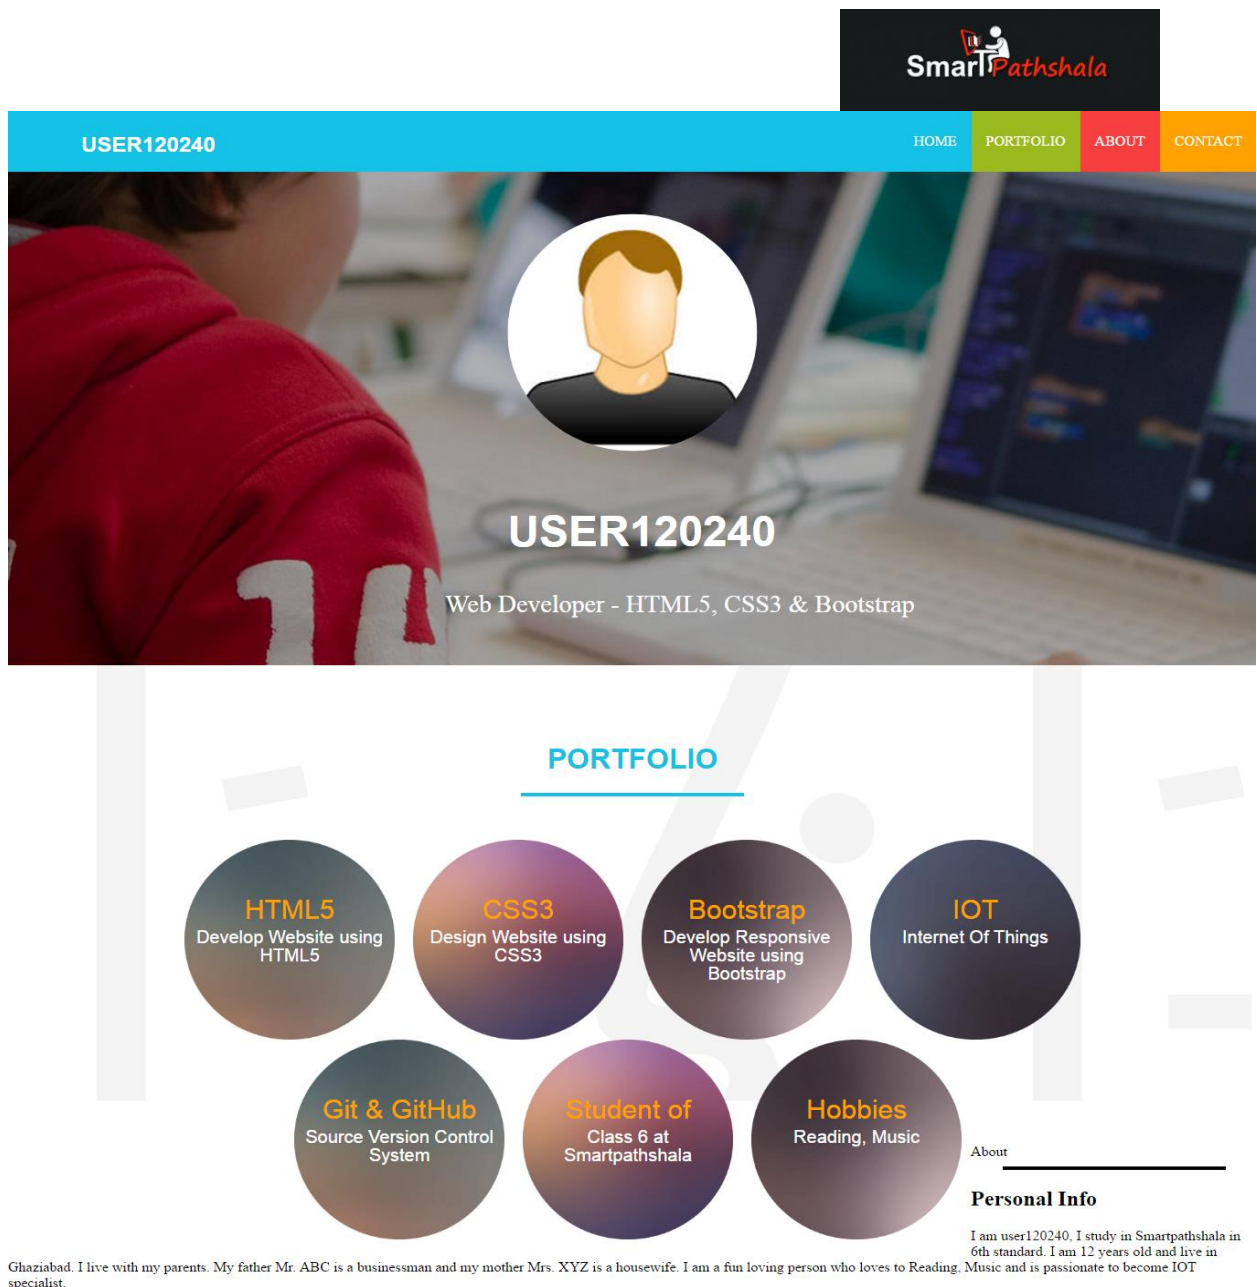 SmartPathshala
USER120240
HOME
PORTFOLIO
ABOUT
CONTACT
14
USER120240
Web Developer - HTML5, CSS3 & Bootstrap
PORTFOLIO
HTML5
Develop Website using
HTML5
CSS3
Design Website using
CSS3
Bootstrap
Develop Responsive
Website using
Bootstrap
IOT
Internet Of Things
Git & GitHub
Source Version Control
System
Student of
Class 6 at
Smartpathshala
Hobbies
Reading, Music
About
Personal Info
I am user120240, I study in Smartpathshala in
6th standard. I am 12 years old and live in
Ghaziabad. I live with my parents. My father Mr. ABC is a businessman and my mother Mrs. XYZ is a housewife. I am a fun loving person who loves to Reading, Music and is passionate to become IOT
specialist.